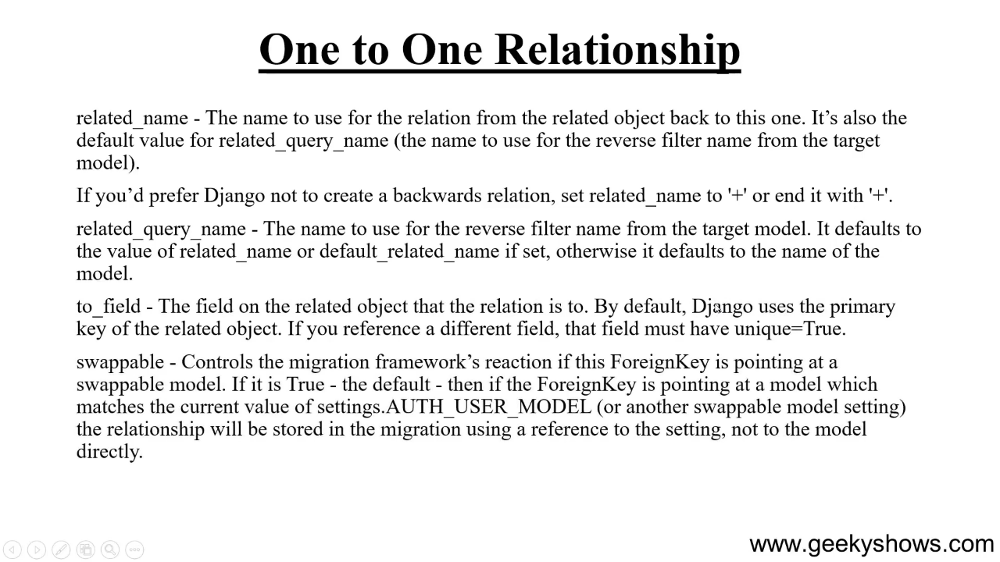 One to One Relationship
related_name - The name to use for the relation from the related object back to this one. It’s also the
default value for related_query_name (the name to use for the reverse filter name from the target
model).
If you’d prefer Django not to create a backwards relation, set related_name to '+' or end it with '+'.
related_query_name - The name to use for the reverse filter name from the target model. It defaults to
the value of related_name or default_related_name if set, otherwise it defaults to the name of the
model.
to_field - The field on the related object that the relation is to. By default, Django uses the primary
key of the related object. If you reference a different field, that field must have unique=True.
swappable - Controls the migration framework’s reaction if this ForeignKey is pointing at a
swappable model. If it is True - the default - then if the ForeignKey is pointing at a model which
matches the current value of settings.AUTH_USER_MODEL (or another swappable model setting)
the relationship will be stored in the migration using a reference to the setting, not to the model
directly.
www.geekyshows.com